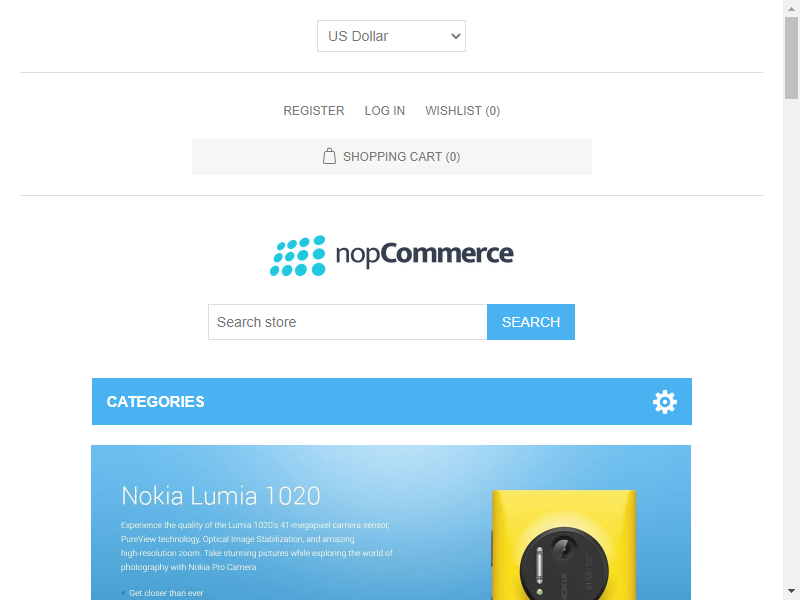 US Dollar
REGISTER LOG IN WISHLIST (0)
SHOPPING CART (0)
nopCommerce
Search store SEARCH
CATEGORIES
Nokia Lumia 1020
Experience the quality of the Lumia 1020's 41-megapixel camera sensor,
PureView technology, Optical Image Stabilization, and amazing
high-resolution zoom. Take stunning pictures while exploring the world of
photography with Nokia Pro Camera.
Get closer than ever
NOKIA